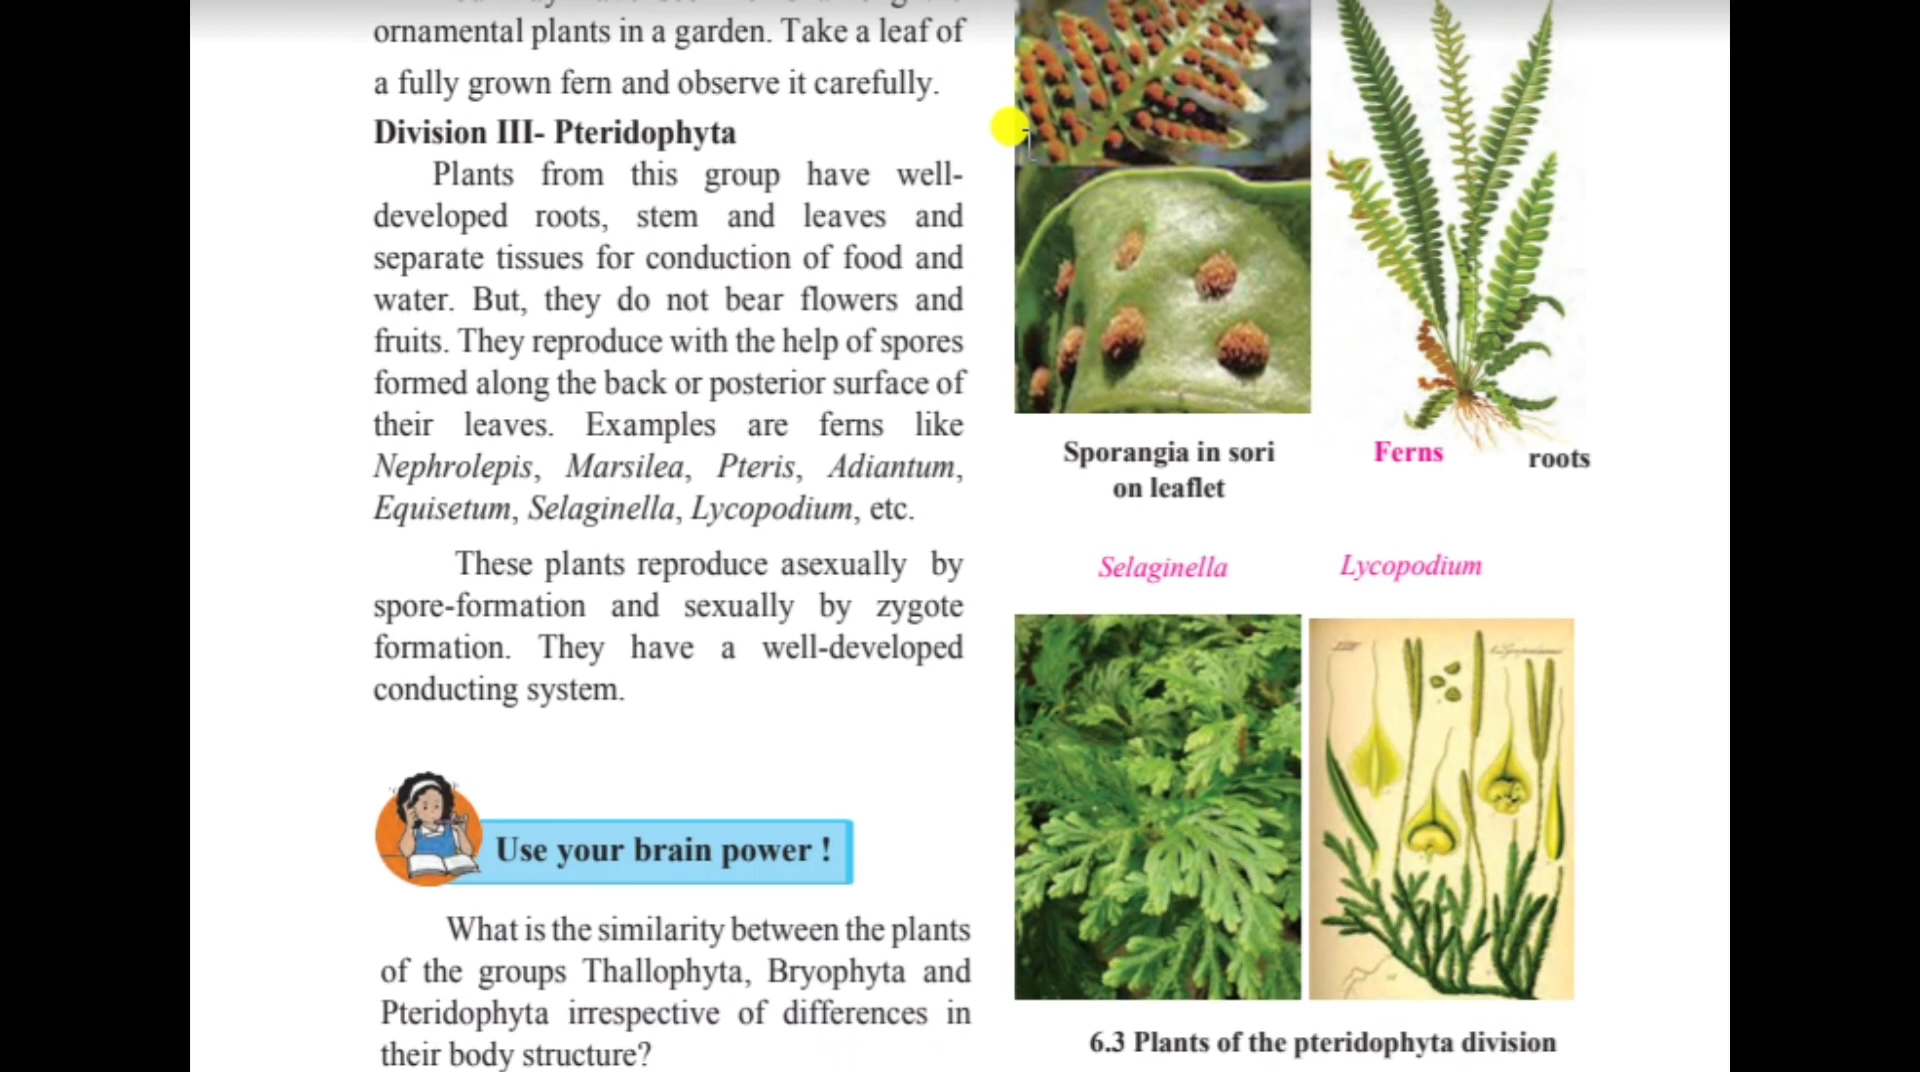 ornamental plants in a garden. Take a leaf of
a fully grown fern and observe it carefully.
Division III- Pteridophyta
Plants from this group have well-
developed roots, stem and leaves and
separate tissues for conduction of food and
water. But, they do not bear flowers and
fruits. They reproduce with the help of spores
formed along the back or posterior surface of
their leaves. Examples are ferns like
Nephrolepis, Marsilea, Pteris, Adiantum,
Equisetum, Selaginella, Lycopodium, etc.
These plants reproduce asexually by
spore-formation and sexually by zygote
formation. They have a well-developed
conducting system.
Use your brain power !
What is the similarity between the plants
of the groups Thallophyta, Bryophyta and
Pteridophyta irrespective of differences in
their body structure?
Sporangia in sori
on leaflet
Ferns
roots
Selaginella
Lycopodium
6.3 Plants of the pteridophyta division